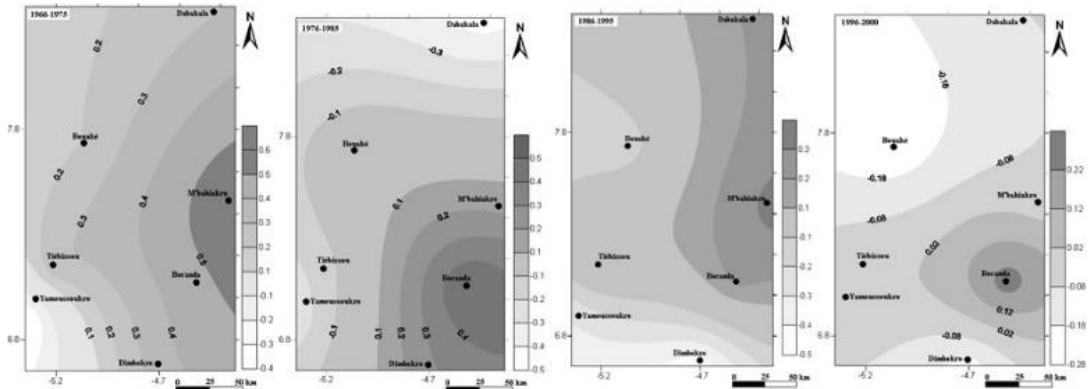 1966-1975
Dabakala
N
0.2
0.3
7.8
Bouaké
0.2
M'bahiakro
0.3
0.4
0.5
Tiébissou
Bocanda
Yamoussoukro
0.1
0.2
0.3
0.4
6.8
Dimbokro
-5.2
-4.7
0 25 50 km
0.6
0.5
0.4
0.3
0.2
0.1
-0.1
-0.2
-0.3
-0.4
1976-1985
Dabakala
N
-0.3
-0.2
-0.1
7.8
Bouaké
0.1
M'bahiakro
0.2
Tiébissou
Bocanda
-0.1
0.1
0.2
0.3
0.4
6.8
Dimbokro
-5.2
-4.7
0 25 50 km
0.5
0.4
0.3
0.2
0.1
-0.1
-0.2
-0.3
-0.4
-0.5
1986-1995
Dabakala
N
7.8
Bouaké
M'bahiakro
Tiébissou
Bocanda
Yamoussoukro
6.8
Dimbokro
-5.2
-4.7
0 25 50 km
0.3
0.2
0.1
-0.1
-0.2
-0.3
-0.4
-0.5
1996-2000
Dabakala
N
-0.16
7.8
Bouaké
-0.18
-0.08
M'bahiakro
-0.08
0.02
Tiébissou
Bocanda
0.12
0.02
-0.08
6.8
Dimbokro
-5.2
-4.7
0 25 50 km
0.22
0.12
0.02
-0.08
-0.18
-0.28